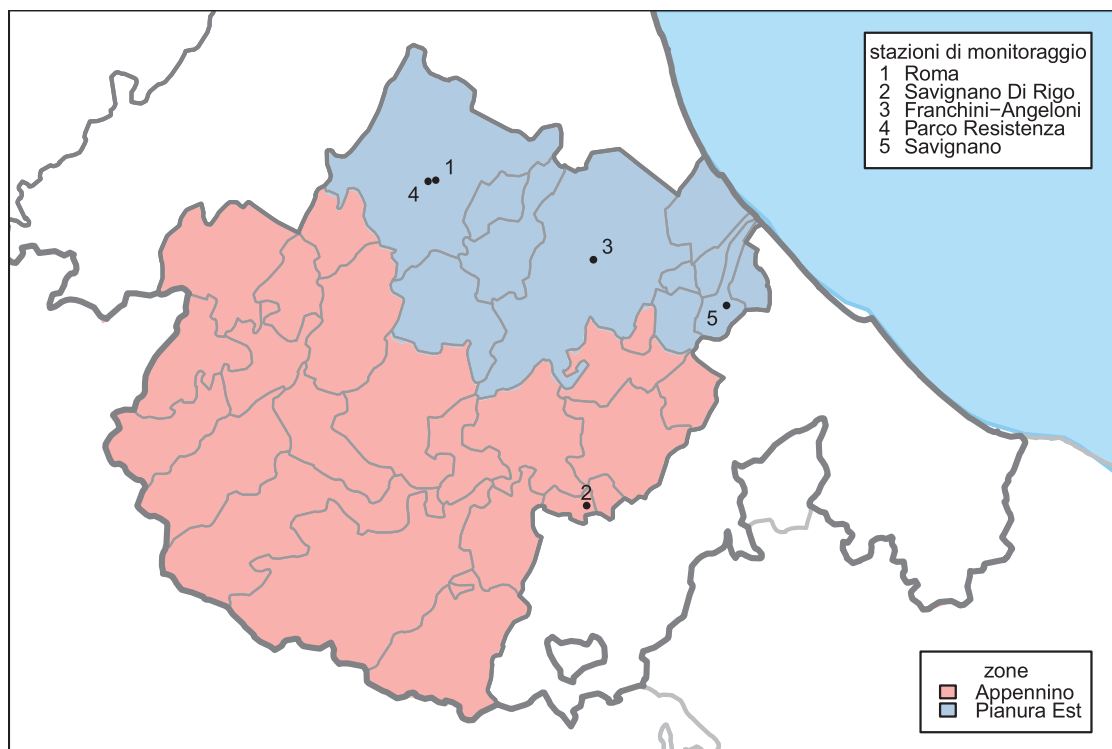 stazioni di monitoraggio
1 Roma
2 Savignano Di Rigo
3 Franchini−Angeloni
4 Parco Resistenza
5 Savignano
1
4
3
5
2
zone
Appennino
Pianura Est